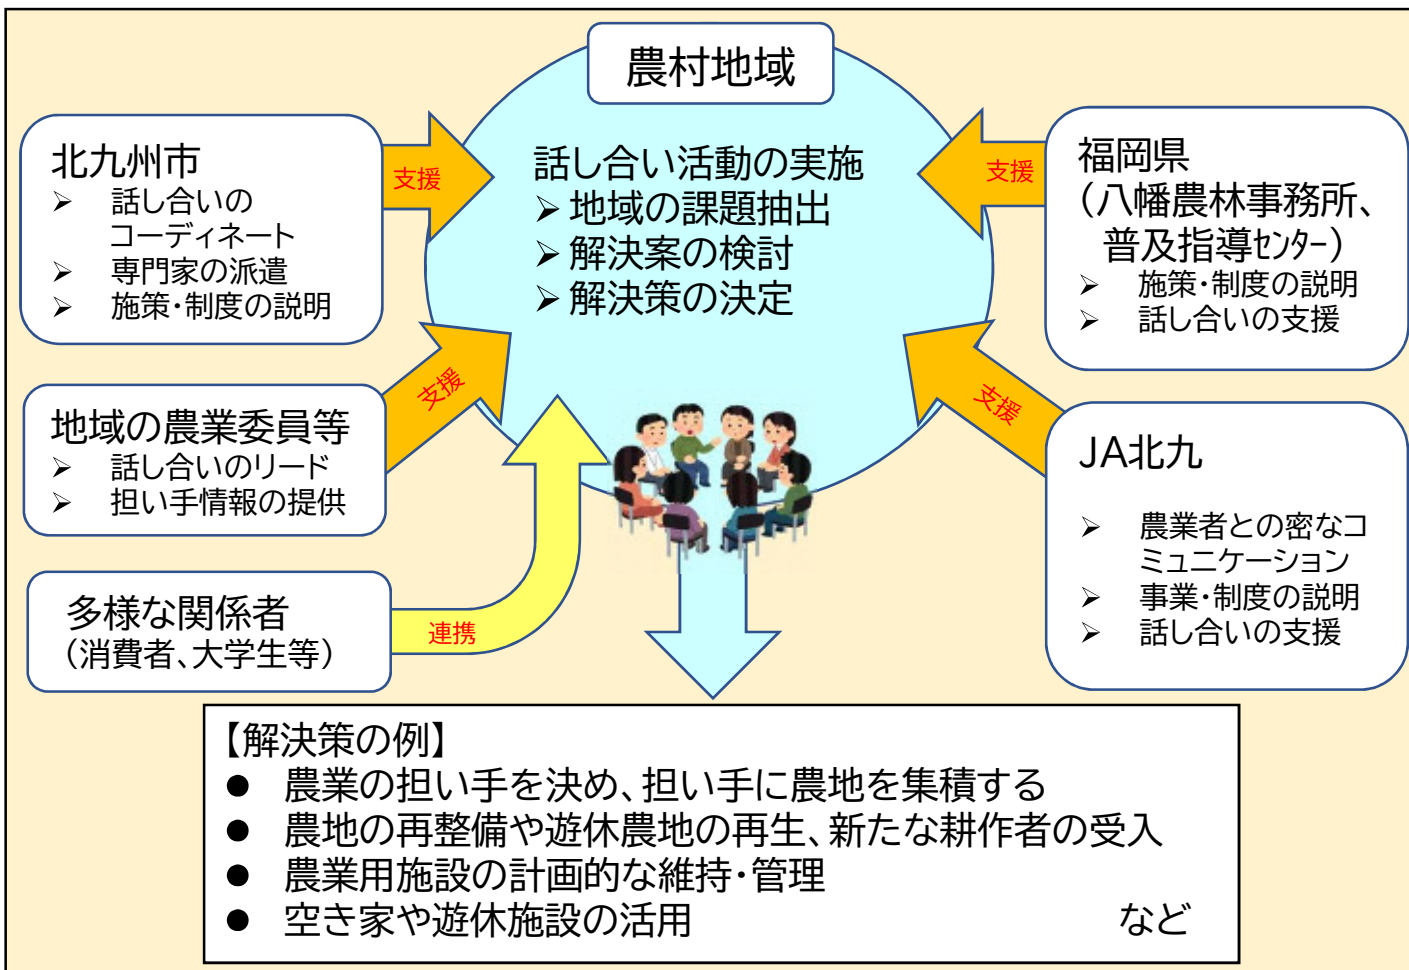 農村地域
北九州市
➢ 話し合いの
コーディネート
➢ 専門家の派遣
➢ 施策・制度の説明
支援
話し合い活動の実施
➢地域の課題抽出
➢解決案の検討
➢解決策の決定
支援
福岡県
（八幡農林事務所、
普及指導ｾﾝﾀｰ）
➢ 施策・制度の説明
➢ 話し合いの支援
地域の農業委員等
➢ 話し合いのリード
➢ 担い手情報の提供
支援
支援
JA北九
➢ 農業者との密なコ
ミュニケーション
➢ 事業・制度の説明
➢ 話し合いの支援
多様な関係者
（消費者、大学生等）
連携
【解決策の例】
● 農業の担い手を決め、担い手に農地を集積する
● 農地の再整備や遊休農地の再生、新たな耕作者の受入
● 農業用施設の計画的な維持・管理
● 空き家や遊休施設の活用 など